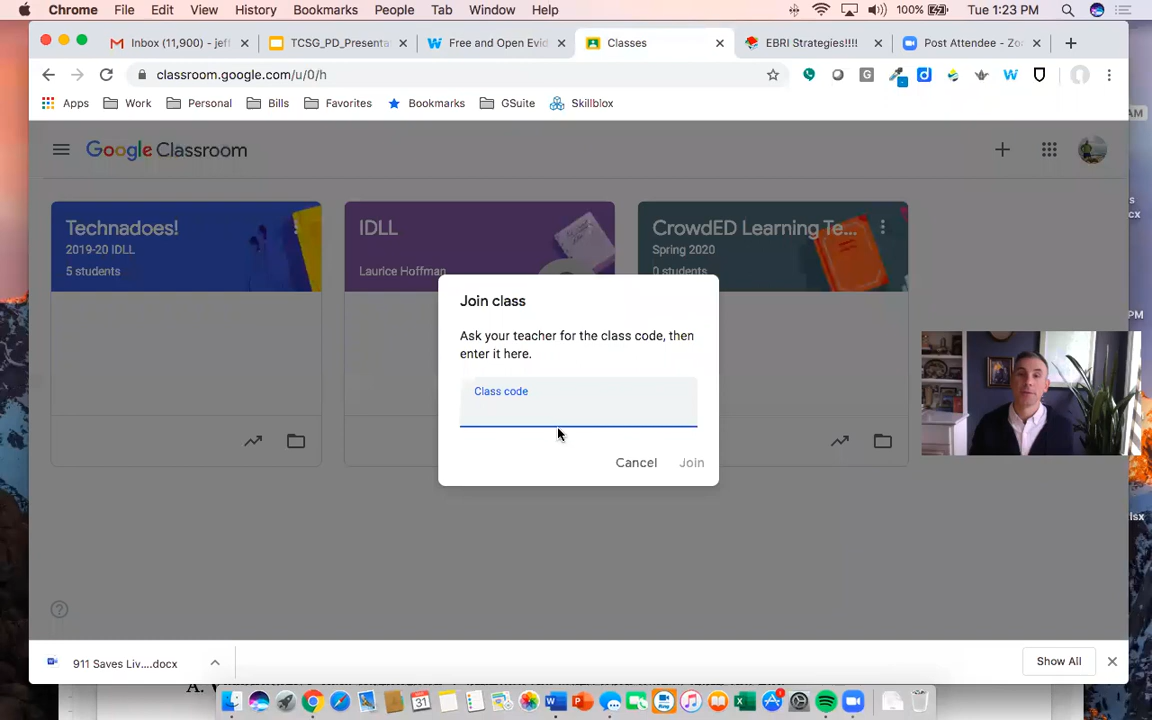 Chrome File Edit View History Bookmarks People Tab Window Help 100% Tue 1:23 PM
Inbox (11,900) - jeff
TCSG_PD_Presenta
Free and Open Evid
Classes
EBRI Strategies!!!!
Post Attendee - Zo
classroom.google.com/u/0/h
Apps Work Personal Bills Favorites Bookmarks GSuite Skillblox
AM
Google Classroom
Technadoes!
2019-20 IDLL
5 students
IDLL
Laurice Hoffman
CrowdED Learning Te...
Spring 2020
0 students
Join class
Ask your teacher for the class code, then
enter it here.
Class code
Cancel Join
PM
911 Saves Liv....docx
Show All